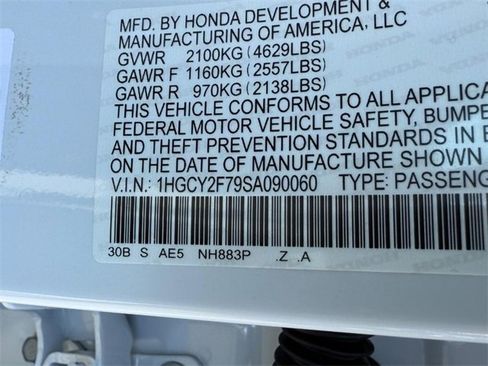 MFD. BY HONDA DEVELOPMENT &
MANUFACTURING OF AMERICA, LLC
GVWR 2100KG (4629LBS)
GAWR F 1160KG (2557LBS)
GAWR R 970KG (2138LBS)
THIS VEHICLE CONFORMS TO ALL APPLICA
FEDERAL MOTOR VEHICLE SAFETY, BUMPE
AND THEFT PREVENTION STANDARDS IN E
ON THE DATE OF MANUFACTURE SHOWN
V.I.N.: 1HGCY2F79SA090060 TYPE: PASSENG
30B S AE5 NH883P .Z .A